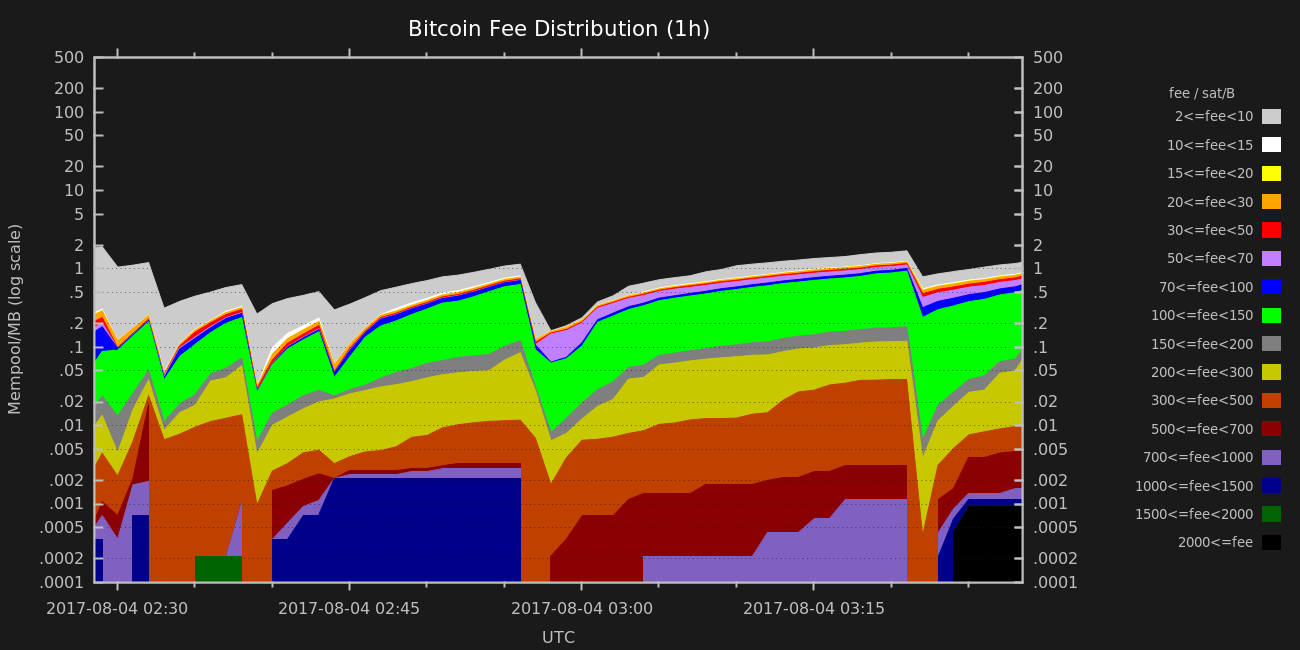 Bitcoin Fee Distribution (1h)
Mempool/MB (log scale)
500
200
100
50
20
10
5
2
1
.5
.2
.1
.05
.02
.01
.005
.002
.001
.0005
.0002
.0001
500
200
100
50
20
10
5
2
1
.5
.2
.1
.05
.02
.01
.005
.002
.001
.0005
.0002
.0001
2017-08-04 02:30
2017-08-04 02:45
2017-08-04 03:00
2017-08-04 03:15
UTC
fee / sat/B
2<=fee<10
10<=fee<15
15<=fee<20
20<=fee<30
30<=fee<50
50<=fee<70
70<=fee<100
100<=fee<150
150<=fee<200
200<=fee<300
300<=fee<500
500<=fee<700
700<=fee<1000
1000<=fee<1500
1500<=fee<2000
2000<=fee